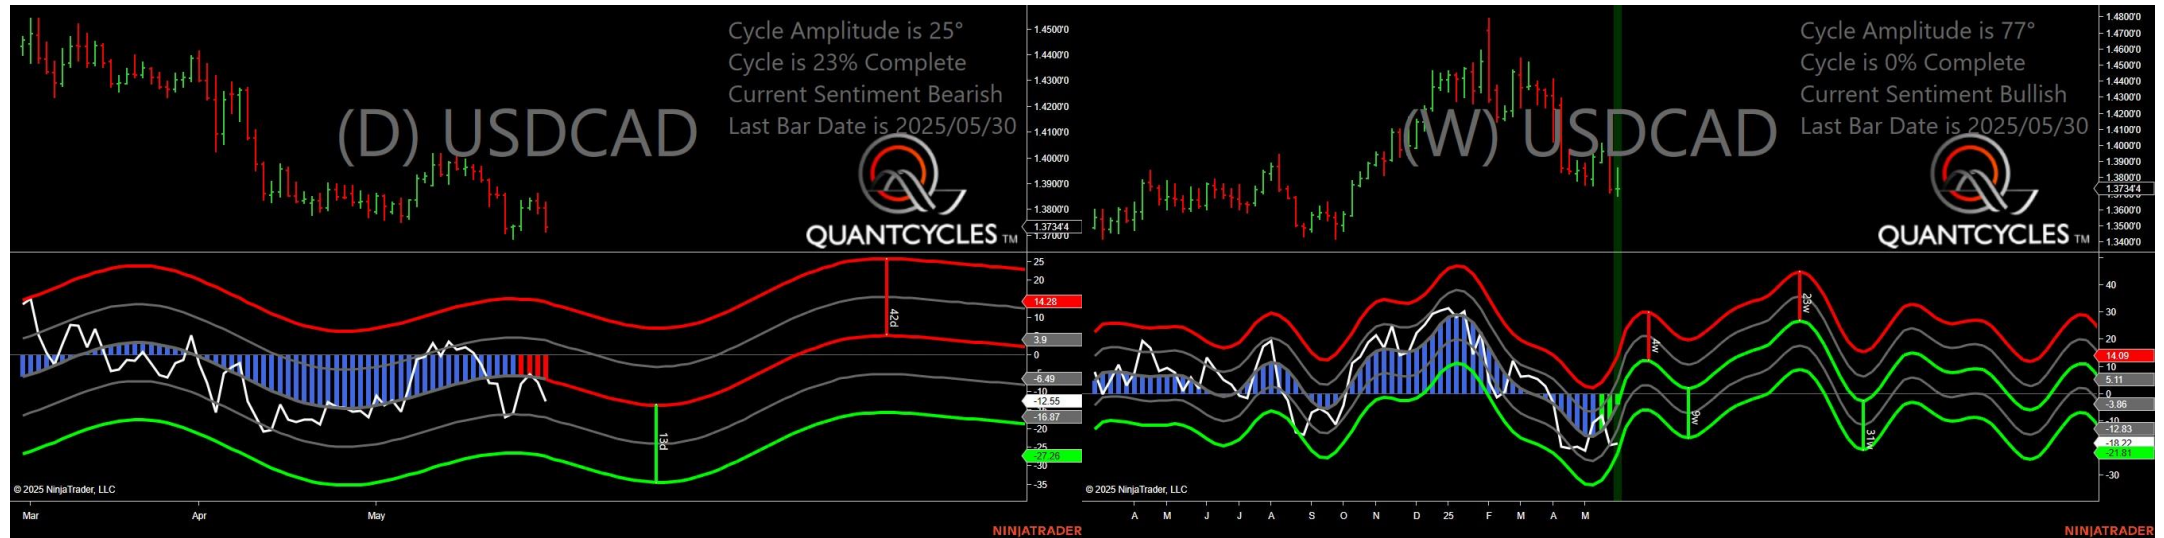 Cycle Amplitude is 25°
Cycle is 23% Complete
Current Sentiment Bearish
Last Bar Date is 2025/05/30
(D) USDCAD
QUANTCYCLES TM
1.4500'0
1.4400'0
1.4300'0
1.4200'0
1.4100'0
1.4000'0
1.3900'0
1.3800'0
1.3734'4
1.3700'0
25
20
14.28
10
3.9
0
-6.49
-10
-12.55
-16.87
-20
-27.26
-30
-35
42d
13d
© 2025 NinjaTrader, LLC
Mar Apr May
NINJATRADER
Cycle Amplitude is 77°
Cycle is 0% Complete
Current Sentiment Bullish
Last Bar Date is 2025/05/30
(W) USDCAD
QUANTCYCLES TM
1.4800'0
1.4700'0
1.4600'0
1.4500'0
1.4400'0
1.4300'0
1.4200'0
1.4100'0
1.4000'0
1.3900'0
1.3800'0
1.3734'4
1.3600'0
1.3500'0
1.3400'0
40
30
20
14.09
10
5.11
0
-3.86
-12.83
-18.22
-21.81
-30
4w
9w
23w
31w
© 2025 NinjaTrader, LLC
A M J J A S O N D 25 F M A M
NINJATRADER